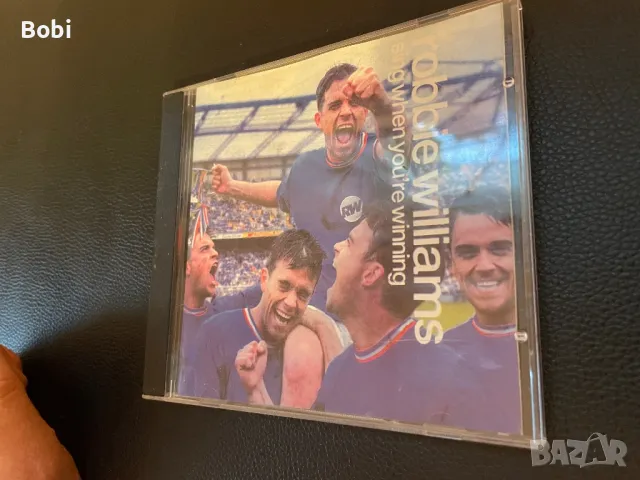 Bobi
robbie williams
sing when you're winning
RW
BAZAR